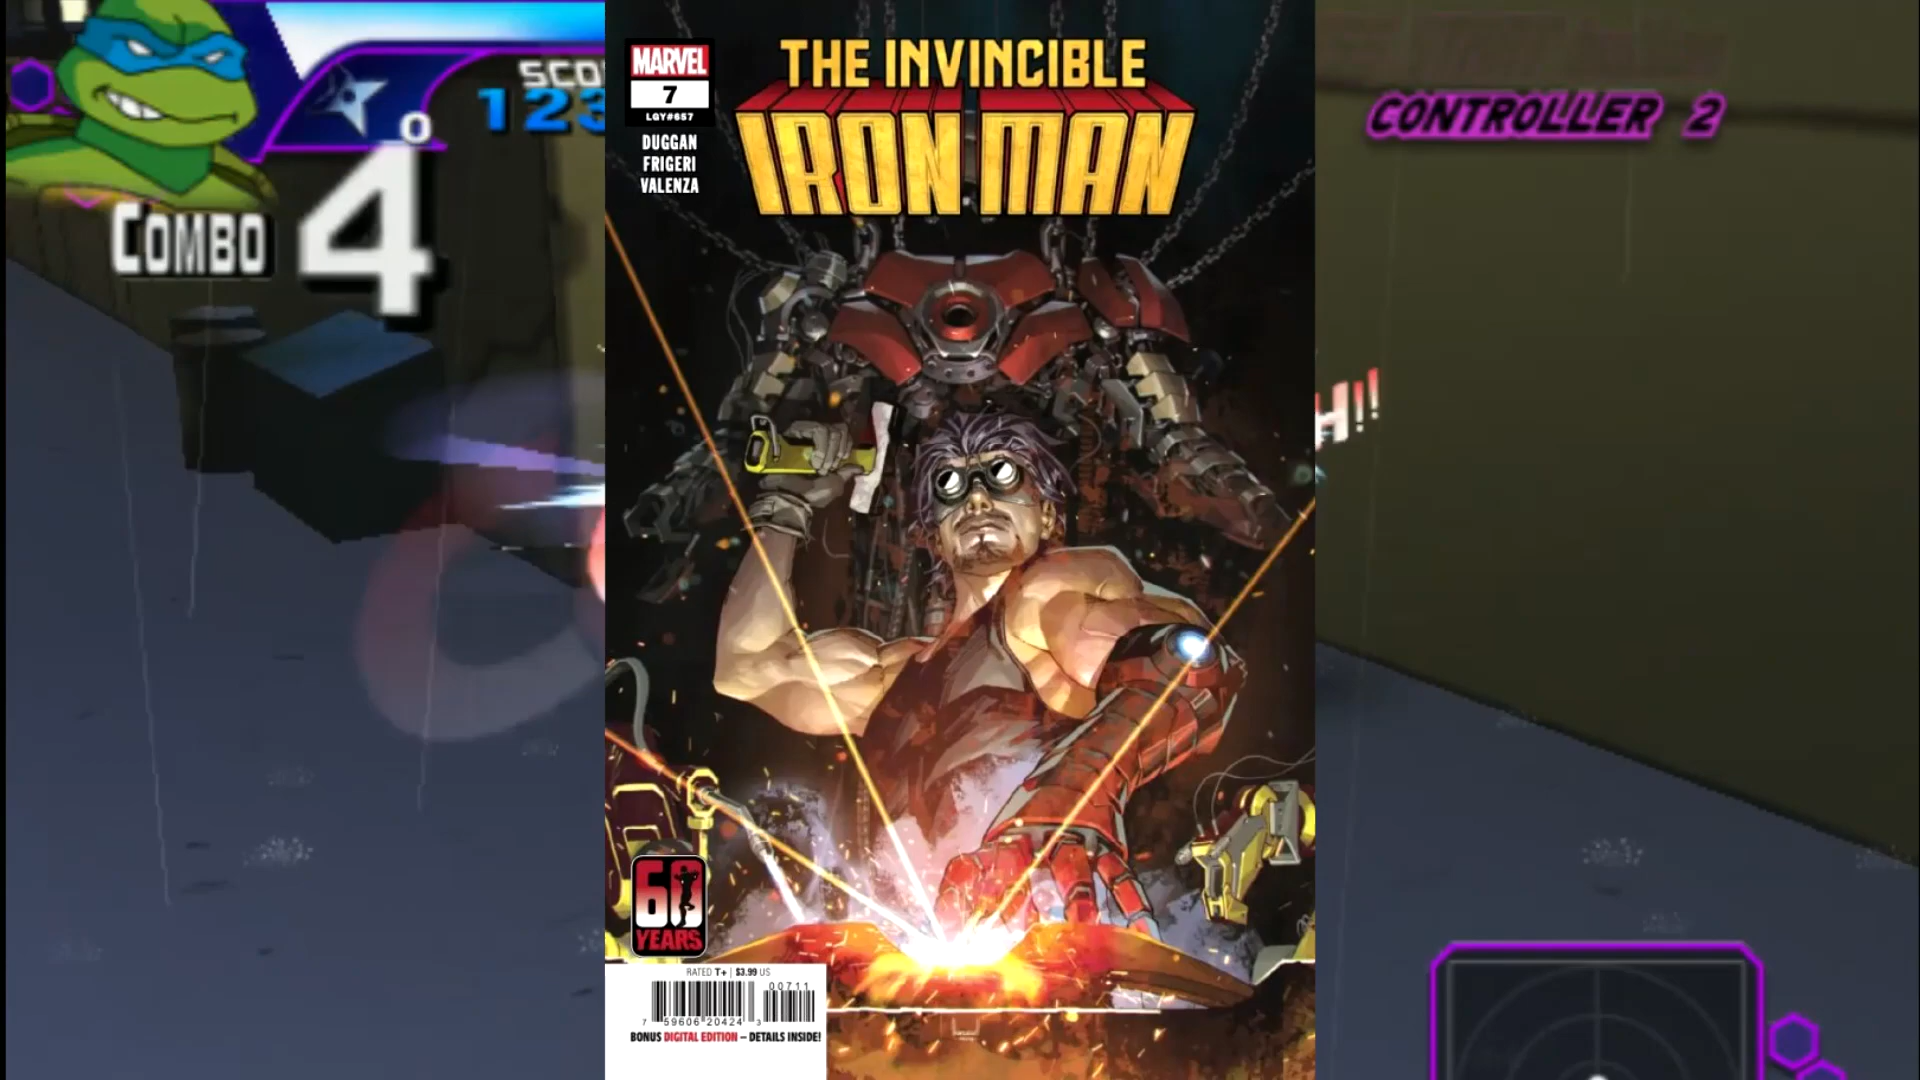 SCO
123
0
COMBO 4
MARVEL
7
LGY#657
DUGGAN
FRIGERI
VALENZA
THE INVINCIBLE
IRON MAN
CONTROLLER 2
H!!
60
YEARS
RATED T+ | $3.99 US
00711
7 59606 20424 3
BONUS DIGITAL EDITION – DETAILS INSIDE!